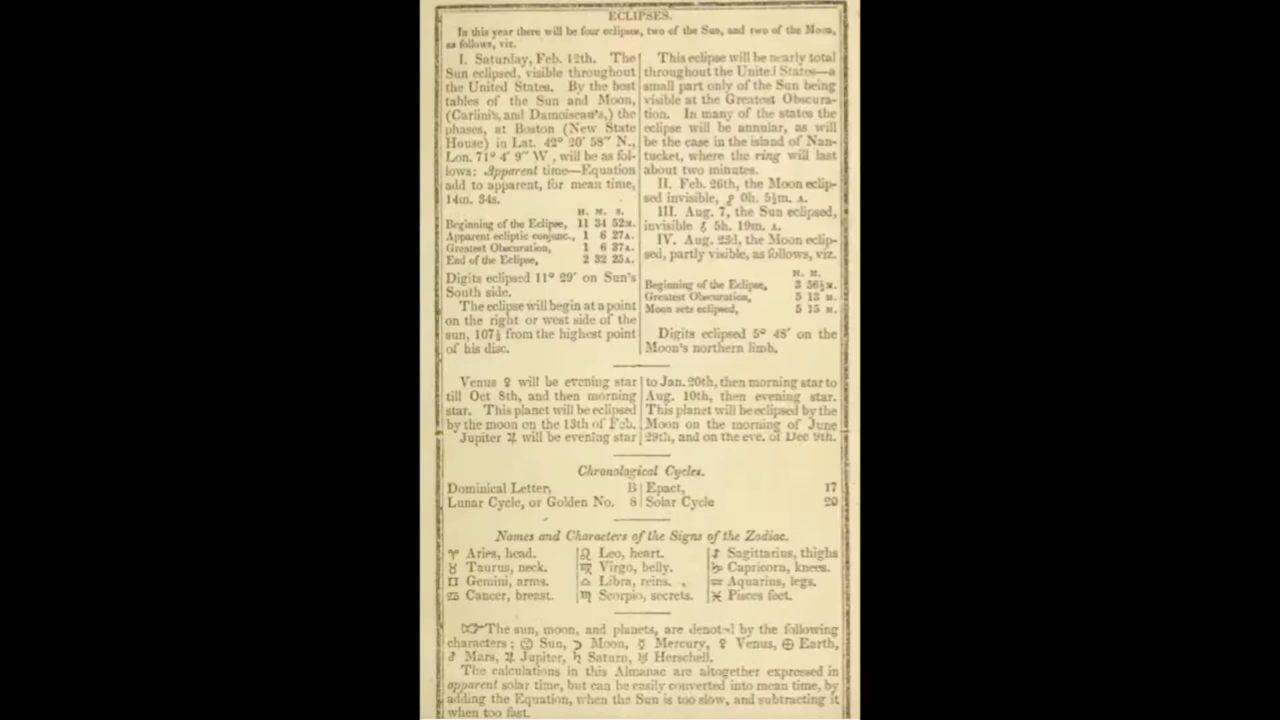 ECLIPSES.
In this year there will be four eclipses, two of the Sun, and two of the Moon,
as follows, viz.
I. Saturday, Feb. 12th. The
Sun eclipsed, visible throughout
the United States. By the best
tables of the Sun and Moon,
(Carlini's, and Damoiseau's,) the
phases, at Boston (New State
House) in Lat. 42° 20′ 58″ N.,
Lon. 71° 4′ 9″ W., will be as fol-
lows: Apparent time—Equation
add to apparent, for mean time,
14m. 34s.
H. M. S.
Beginning of the Eclipse, 11 34 52M.
Apparent ecliptic conjunc., 1 6 27A.
Greatest Obscuration, 1 6 37A.
End of the Eclipse, 2 32 25A.
Digits eclipsed 11° 29′ on Sun's
South side.
The eclipse will begin at a point
on the right or west side of the
sun, 107½ from the highest point
of his disc.
This eclipse will be nearly total
throughout the United States—a
small part only of the Sun being
visible at the Greatest Obscura-
tion. In many of the states the
eclipse will be annular, as will
be the case in the island of Nan-
tucket, where the ring will last
about two minutes.
II. Feb. 26th, the Moon eclip-
sed invisible, 0h. 5½m. A.
III. Aug. 7, the Sun eclipsed,
invisible 5h. 19m. A.
IV. Aug. 23d, the Moon eclip-
sed, partly visible, as follows, viz.
H. M.
Beginning of the Eclipse, 3 56½M.
Greatest Obscuration, 5 13 M.
Moon sets eclipsed, 5 15 M.
Digits eclipsed 5° 48′ on the
Moon's northern limb.
Venus ♀ will be evening star
till Oct 8th, and then morning
star. This planet will be eclipsed
by the moon on the 13th of Feb.
Jupiter ♃ will be evening star
to Jan. 20th, then morning star to
Aug. 10th, then evening star.
This planet will be eclipsed by the
Moon on the morning of June
29th, and on the eve. of Dec 9th.
Chronological Cycles.
Dominical Letter, B | Epact, 17
Lunar Cycle, or Golden No. 8 | Solar Cycle 20
Names and Characters of the Signs of the Zodiac.
♈ Aries, head. | ♌ Leo, heart. | ♐ Sagittarius, thighs
♉ Taurus, neck. | ♍ Virgo, belly. | ♑ Capricorn, knees.
♊ Gemini, arms. | ♎ Libra, reins. | ♒ Aquarius, legs.
♋ Cancer, breast. | ♏ Scorpio, secrets. | ♓ Pisces feet.
☞ The sun, moon, and planets, are denoted by the following
characters; ☉ Sun, ☽ Moon, ☿ Mercury, ♀ Venus, ⊕ Earth,
♂ Mars, ♃ Jupiter, ♄ Saturn, ♅ Herschell.
The calculations in this Almanac are altogether expressed in
apparent solar time, but can be easily converted into mean time, by
adding the Equation, when the Sun is too slow, and subtracting it
when too fast.